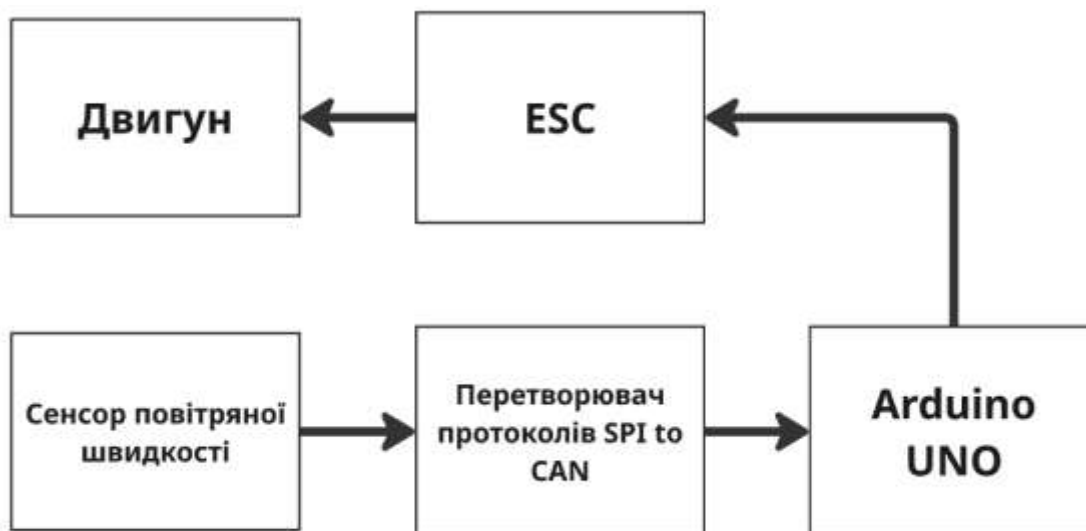 Двигун
ESC
Сенсор повітряної
швидкості
Перетворювач
протоколів SPI to
CAN
Arduino
UNO